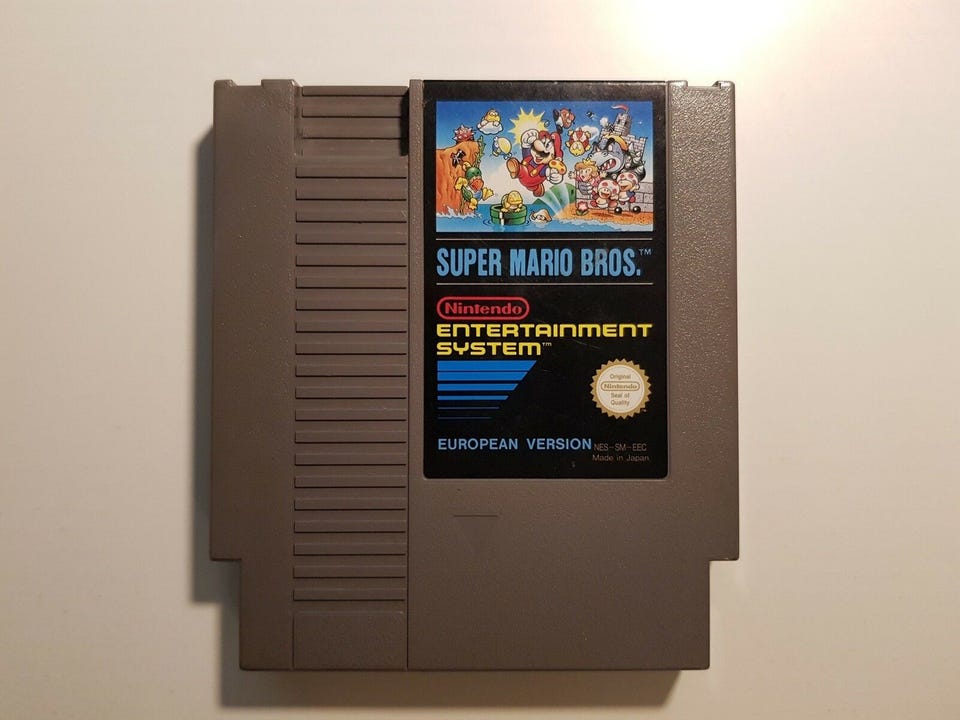 SUPER MARIO BROS.™
Nintendo
ENTERTAINMENT
SYSTEM™
Original
Nintendo
Seal of
Quality
EUROPEAN VERSION NES-SM-EEC
Made in Japan